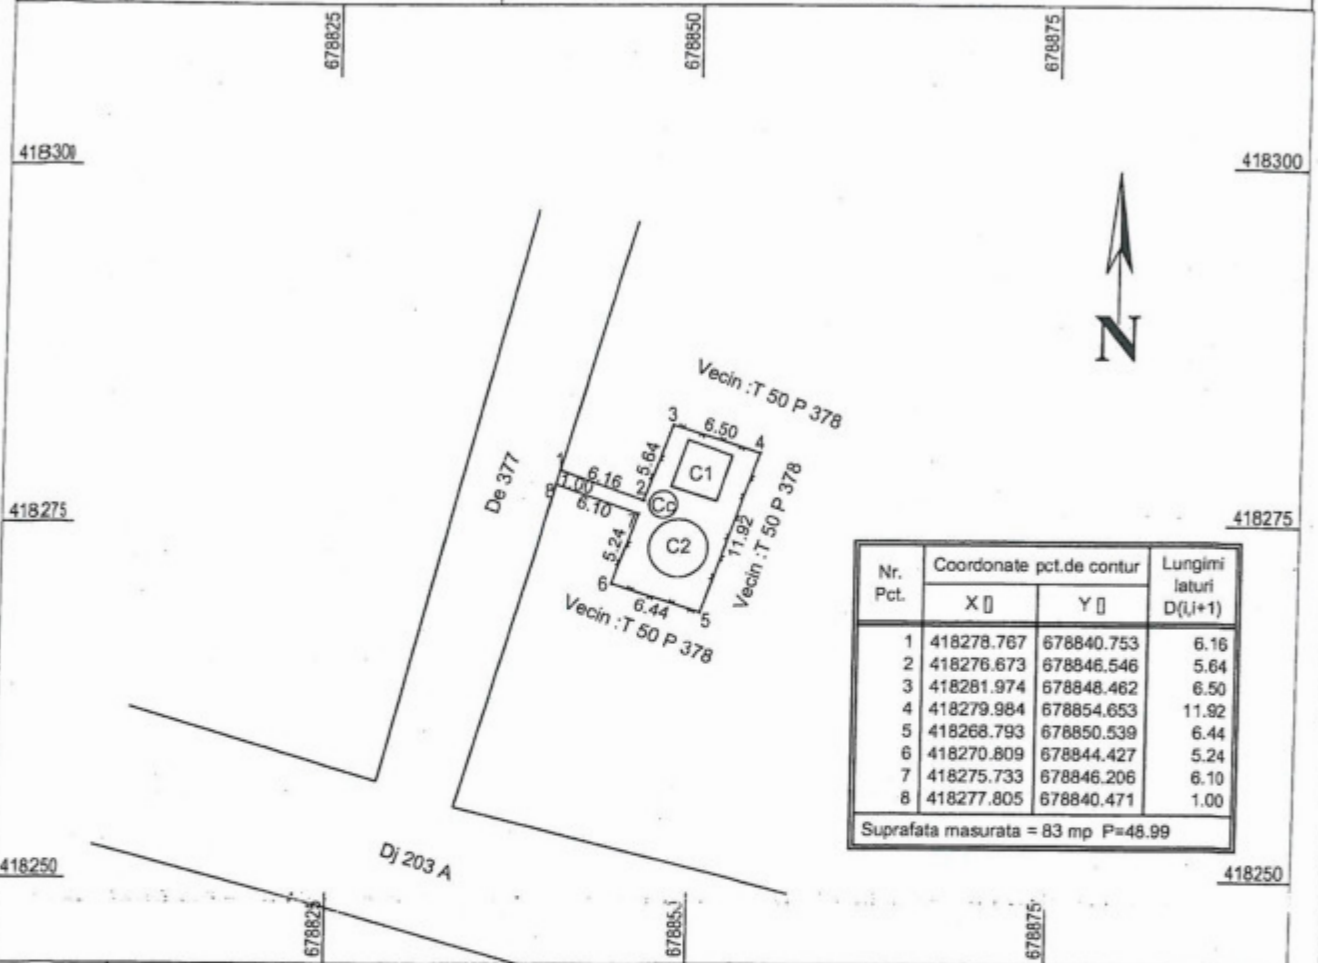 678825
678850
678875
418300
418300
N
Vecin :T 50 P 378
3
6.50
4
5.64
C1
De 377
1
6.16
2
1.00
8
6.10
Cc
7
C2
11.92
Vecin :T 50 P 378
5.24
6
6.44
5
Vecin :T 50 P 378
418275
418275
Nr. Pct.
Coordonate pct.de contur
Lungimi laturi D(i,i+1)
X []
Y []
1 418278.767 678840.753 6.16
2 418276.673 678846.546 5.64
3 418281.974 678848.462 6.50
4 418279.984 678854.653 11.92
5 418268.793 678850.539 6.44
6 418270.809 678844.427 5.24
7 418275.733 678846.206 6.10
8 418277.805 678840.471 1.00
Suprafata masurata = 83 mp P=48.99
Dj 203 A
418250
418250
678825
678850
678875